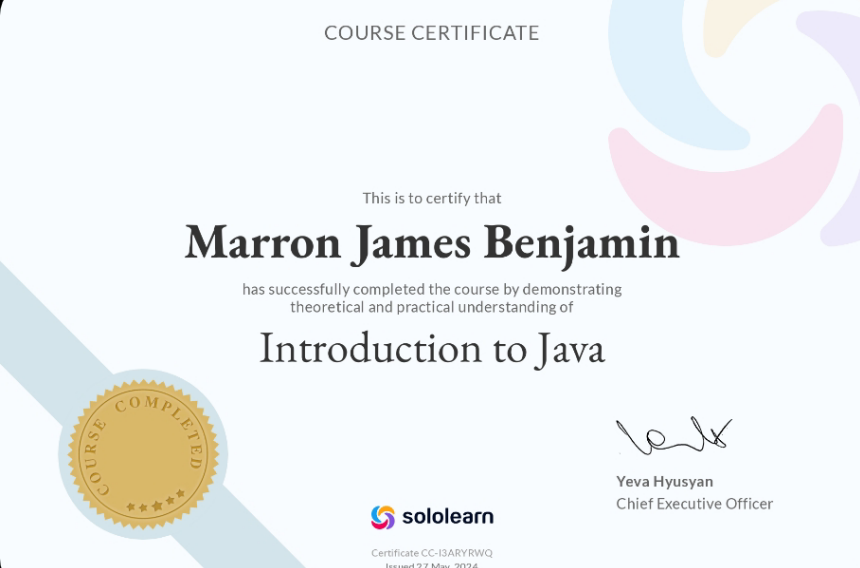 COURSE CERTIFICATE
This is to certify that
Marron James Benjamin
has successfully completed the course by demonstrating
theoretical and practical understanding of
Introduction to Java
COURSE COMPLETED
Yeva Hyusyan
Chief Executive Officer
sololearn
Certificate CC-I3ARYRWQ
Issued 27 May, 2024